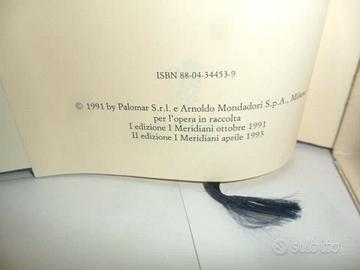 ISBN 88-04-34453-9
© 1991 by Palomar S.r.l. e Arnoldo Mondadori S.p.A., Milano
per l'opera in raccolta
I edizione I Meridiani ottobre 1991
II edizione I Meridiani aprile 1993
subito